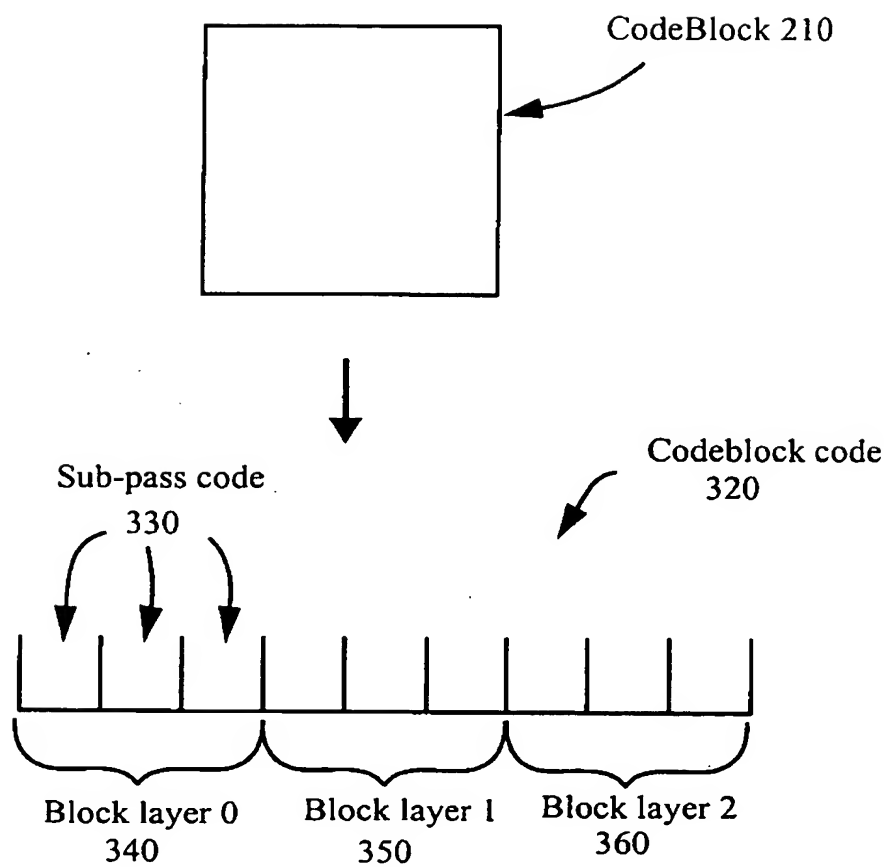 CodeBlock 210
Codeblock code
320
Sub-pass code
330
Block layer 0
340
Block layer 1
350
Block layer 2
360